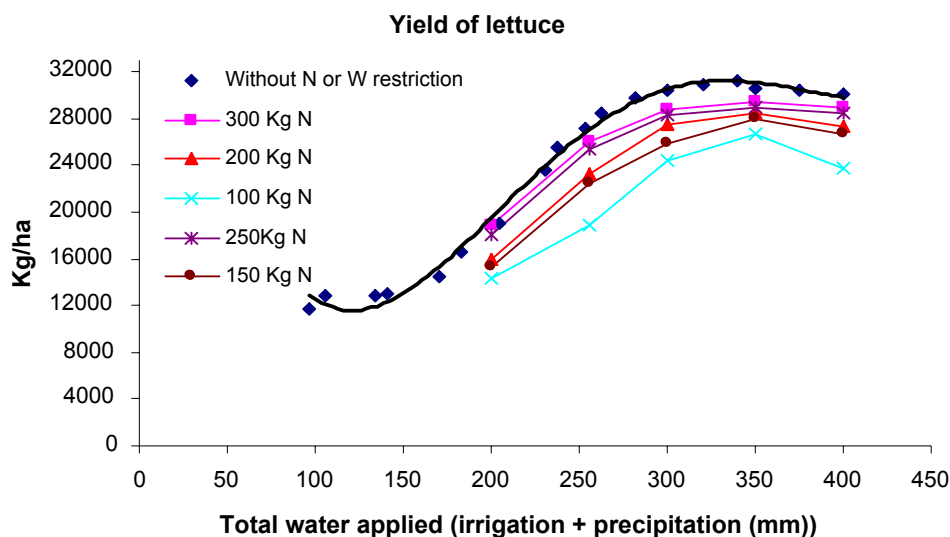 Yield of lettuce
Kg/ha
32000
28000
24000
20000
16000
12000
8000
4000
0
Without N or W restriction
300 Kg N
200 Kg N
100 Kg N
250Kg N
150 Kg N
0 50 100 150 200 250 300 350 400 450
Total water applied (irrigation + precipitation (mm))